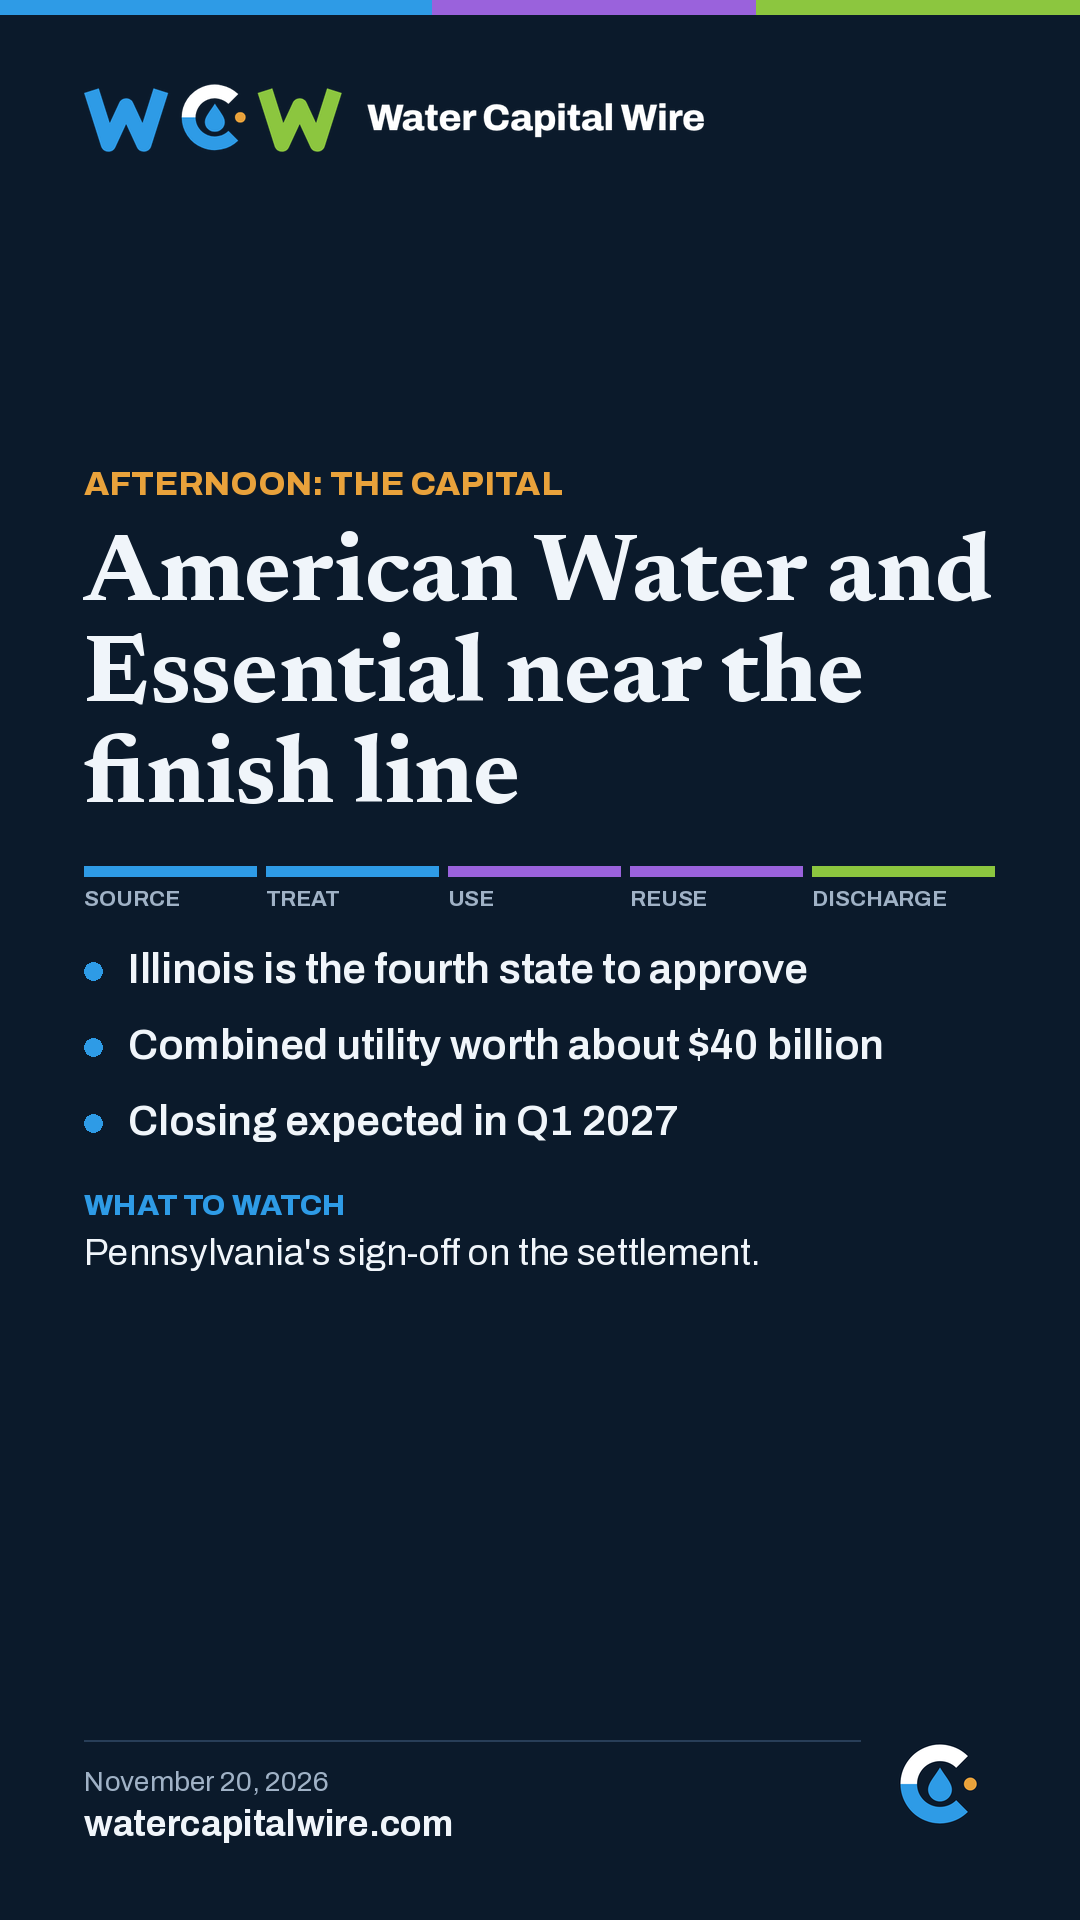 WCW Water Capital Wire
AFTERNOON: THE CAPITAL
American Water and
Essential near the
finish line
SOURCE TREAT USE REUSE DISCHARGE
Illinois is the fourth state to approve
Combined utility worth about $40 billion
Closing expected in Q1 2027
WHAT TO WATCH
Pennsylvania's sign-off on the settlement.
November 20, 2026
watercapitalwire.com